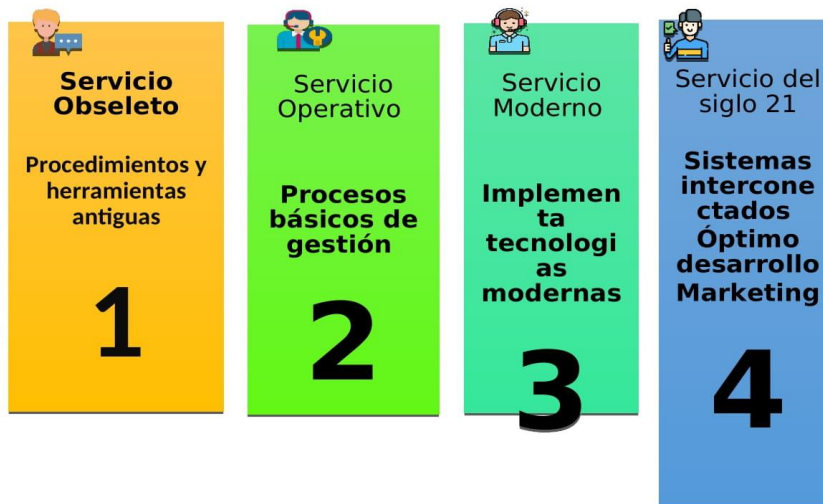 Servicio
Obseleto
Procedimientos y
herramientas
antiguas
1
Servicio
Operativo
Procesos
básicos de
gestión
2
Servicio
Moderno
Implemen
ta
tecnologi
as
modernas
3
Servicio del
siglo 21
Sistemas
intercone
ctados
Óptimo
desarrollo
Marketing
4